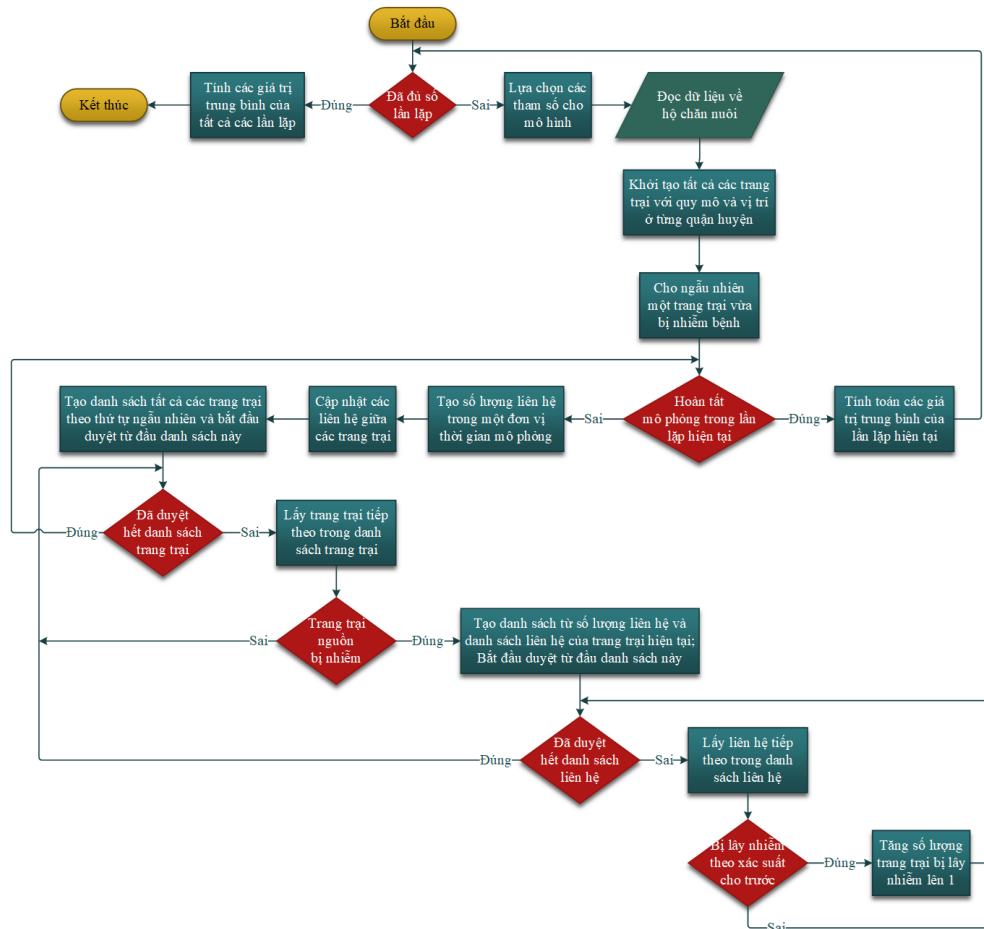 Bắt đầu
Kết thúc
Tính các giá trị
trung bình của
tất cả các lần lặp
Đúng
Đã đủ số
lần lặp
Sai
Lựa chọn các
tham số cho
mô hình
Đọc dữ liệu về
hộ chăn nuôi
Khởi tạo tất cả các trang
trại với quy mô và vị trí
ở từng quận huyện
Cho ngẫu nhiên
một trang trại vừa
bị nhiễm bệnh
Tạo danh sách tất cả các trang trại
theo thứ tự ngẫu nhiên và bắt đầu
duyệt từ đầu danh sách này
Cập nhật các
liên hệ giữa
các trang trại
Tạo số lượng liên hệ
trong một đơn vị
thời gian mô phỏng
Sai
Hoàn tất
mô phỏng trong lần
lặp hiện tại
Đúng
Tính toán các giá
trị trung bình của
lần lặp hiện tại
Đúng
Đã duyệt
hết danh sách
trang trại
Sai
Lấy trang trại tiếp
theo trong danh
sách trang trại
Sai
Trang trại
nguồn
bị nhiễm
Đúng
Tạo danh sách từ số lượng liên hệ và
danh sách liên hệ của trang trại hiện tại;
Bắt đầu duyệt từ đầu danh sách này
Đúng
Đã duyệt
hết danh sách
liên hệ
Sai
Lấy liên hệ tiếp
theo trong danh
sách liên hệ
Bị lây nhiễm
theo xác suất
cho trước
Đúng
Tăng số lượng
trang trại bị lây
nhiễm lên 1
Sai